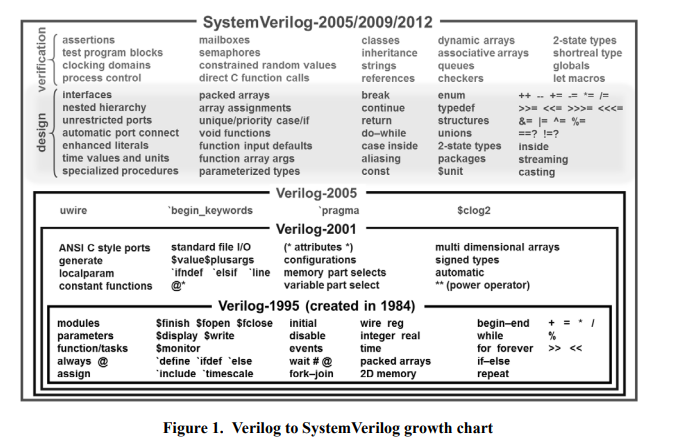 SystemVerilog-2005/2009/2012
verification
assertions mailboxes classes dynamic arrays 2-state types
test program blocks semaphores inheritance associative arrays shortreal type
clocking domains constrained random values strings queues globals
process control direct C function calls references checkers let macros
design
interfaces packed arrays break enum ++ -- += -= *= /=
nested hierarchy array assignments continue typedef >>= <<= >>>= <<<=
unrestricted ports unique/priority case/if return structures &= |= ^= %=
automatic port connect void functions do–while unions ==? !=?
enhanced literals function input defaults case inside 2-state types inside
time values and units function array args aliasing packages streaming
specialized procedures parameterized types const $unit casting
Verilog-2005
uwire `begin_keywords `pragma $clog2
Verilog-2001
ANSI C style ports standard file I/O (* attributes *) multi dimensional arrays
generate $value$plusargs configurations signed types
localparam `ifndef `elsif `line memory part selects automatic
constant functions @* variable part select ** (power operator)
Verilog-1995 (created in 1984)
modules $finish $fopen $fclose initial wire reg begin–end + = * /
parameters $display $write disable integer real while %
function/tasks $monitor events time for forever >> <<
always @ `define `ifdef `else wait # @ packed arrays if–else
assign `include `timescale fork–join 2D memory repeat
Figure 1. Verilog to SystemVerilog growth chart